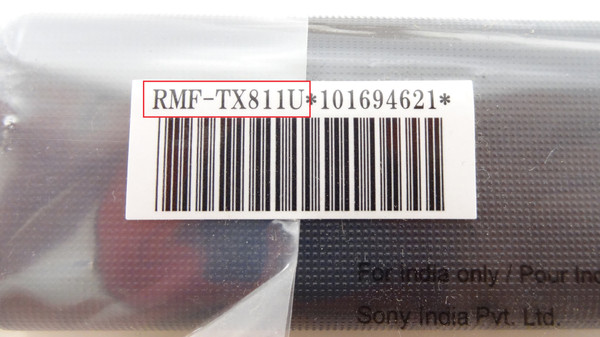 RMF-TX811U*101694621*
For india only / Pour
Sony India Pvt. Ltd.